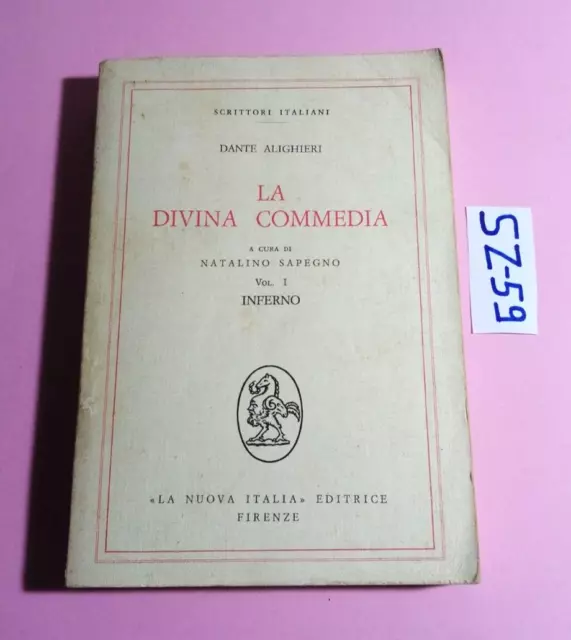 SCRITTORI ITALIANI
DANTE ALIGHIERI
LA
DIVINA COMMEDIA
A CURA DI
NATALINO SAPEGNO
VOL. I
INFERNO
«LA NUOVA ITALIA» EDITRICE
FIRENZE
SZ-59